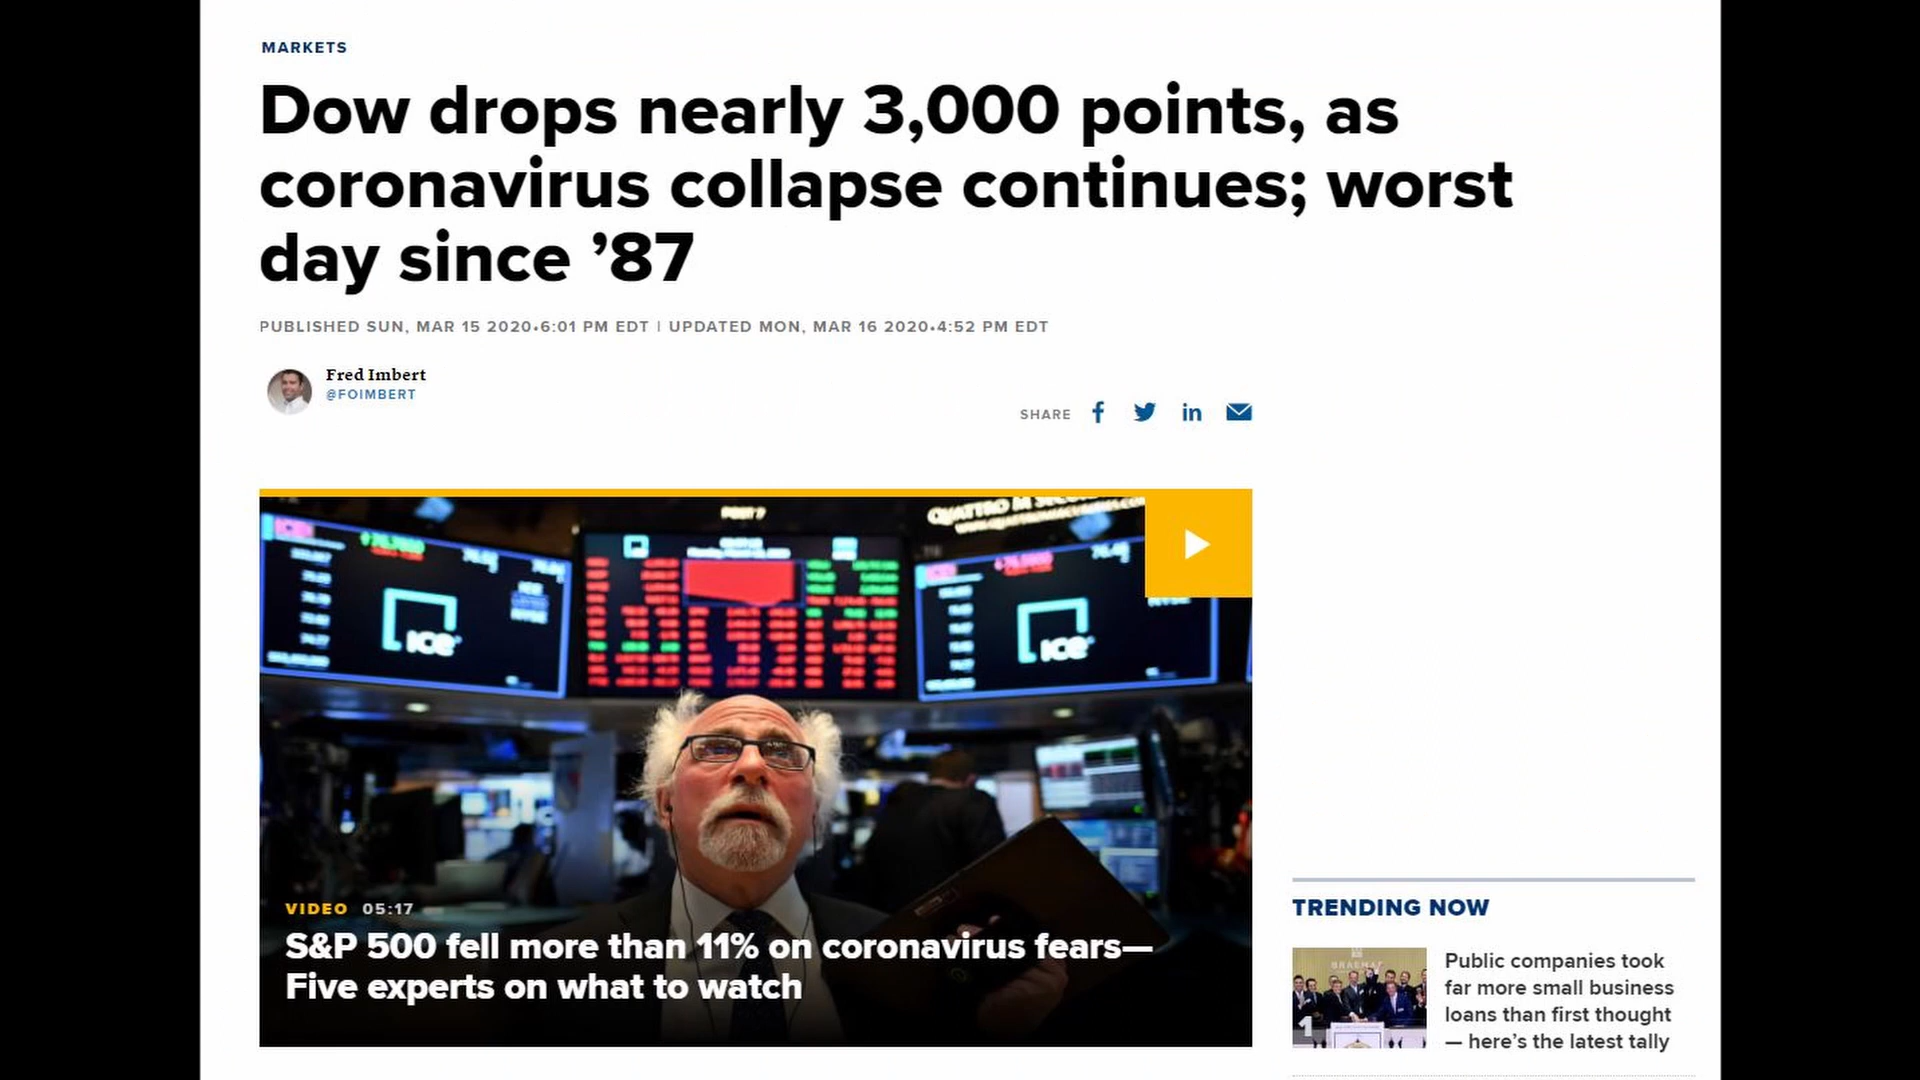 MARKETS
Dow drops nearly 3,000 points, as
coronavirus collapse continues; worst
day since ’87
PUBLISHED SUN, MAR 15 2020•6:01 PM EDT | UPDATED MON, MAR 16 2020•4:52 PM EDT
Fred Imbert
@FOIMBERT
SHARE
POST 7
ice
ice
VIDEO 05:17
S&P 500 fell more than 11% on coronavirus fears—
Five experts on what to watch
TRENDING NOW
1
Public companies took
far more small business
loans than first thought
— here’s the latest tally